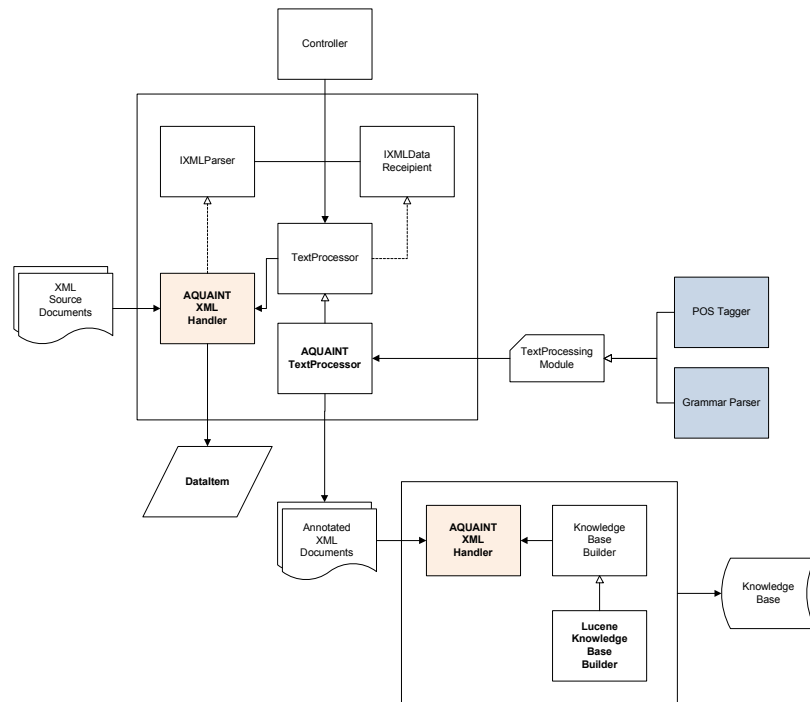 Controller
IXMLParser
IXMLData
Receipient
TextProcessor
XML
Source
Documents
AQUAINT
XML
Handler
POS Tagger
AQUAINT
TextProcessor
TextProcessing
Module
Grammar Parser
DataItem
Annotated
XML
Documents
AQUAINT
XML
Handler
Knowledge
Base
Builder
Knowledge
Base
Lucene
Knowledge
Base
Builder